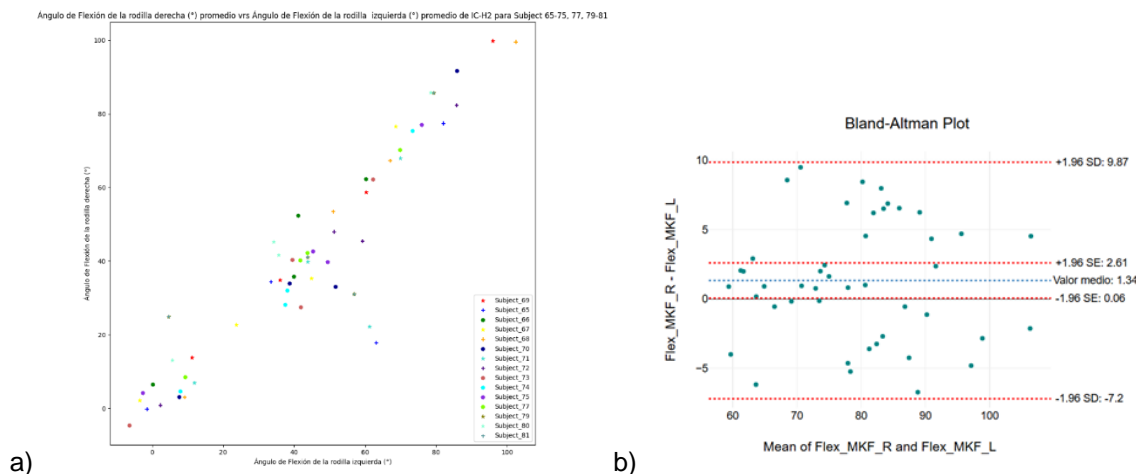 Ángulo de Flexión de la rodilla derecha (°) promedio vrs Ángulo de Flexión de la rodilla izquierda (°) promedio de IC-H2 para Subject 65-75, 77, 79-81
Ángulo de Flexión de la rodilla derecha (°)
100
80
60
40
20
0
0
20
40
60
80
100
Ángulo de Flexión de la rodilla izquierda (°)
Subject_69
Subject_65
Subject_66
Subject_67
Subject_68
Subject_70
Subject_71
Subject_72
Subject_73
Subject_74
Subject_75
Subject_77
Subject_79
Subject_80
Subject_81
a)
Bland-Altman Plot
Flex_MKF_R - Flex_MKF_L
10
5
0
−5
+1.96 SD: 9.87
+1.96 SE: 2.61
Valor medio: 1.34
-1.96 SE: 0.06
-1.96 SD: -7.2
60
70
80
90
100
Mean of Flex_MKF_R and Flex_MKF_L
b)